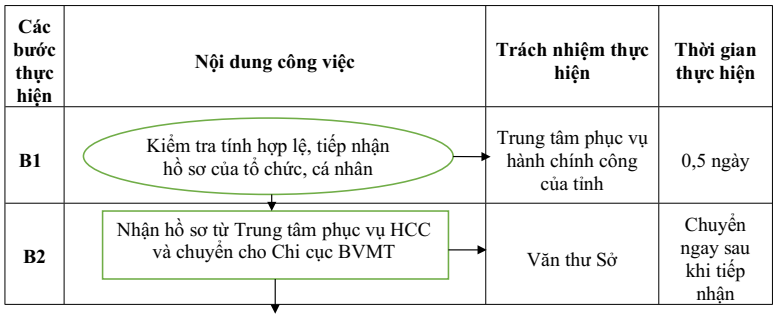 Các
bước
thực
hiện
Nội dung công việc
Trách nhiệm thực
hiện
Thời gian
thực hiện
B1
Kiểm tra tính hợp lệ, tiếp nhận
hồ sơ của tổ chức, cá nhân
Trung tâm phục vụ
hành chính công
của tỉnh
0,5 ngày
B2
Nhận hồ sơ từ Trung tâm phục vụ HCC
và chuyển cho Chi cục BVMT
Văn thư Sở
Chuyển
ngay sau
khi tiếp
nhận